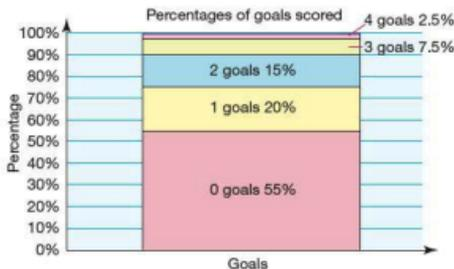 Percentages of goals scored
4 goals 2.5%
100%
3 goals 7.5%
90%
80%
2 goals 15%
70%
60%
1 goals 20%
50%
40%
30%
0 goals 55%
20%
10%
0%
Percentage
Goals